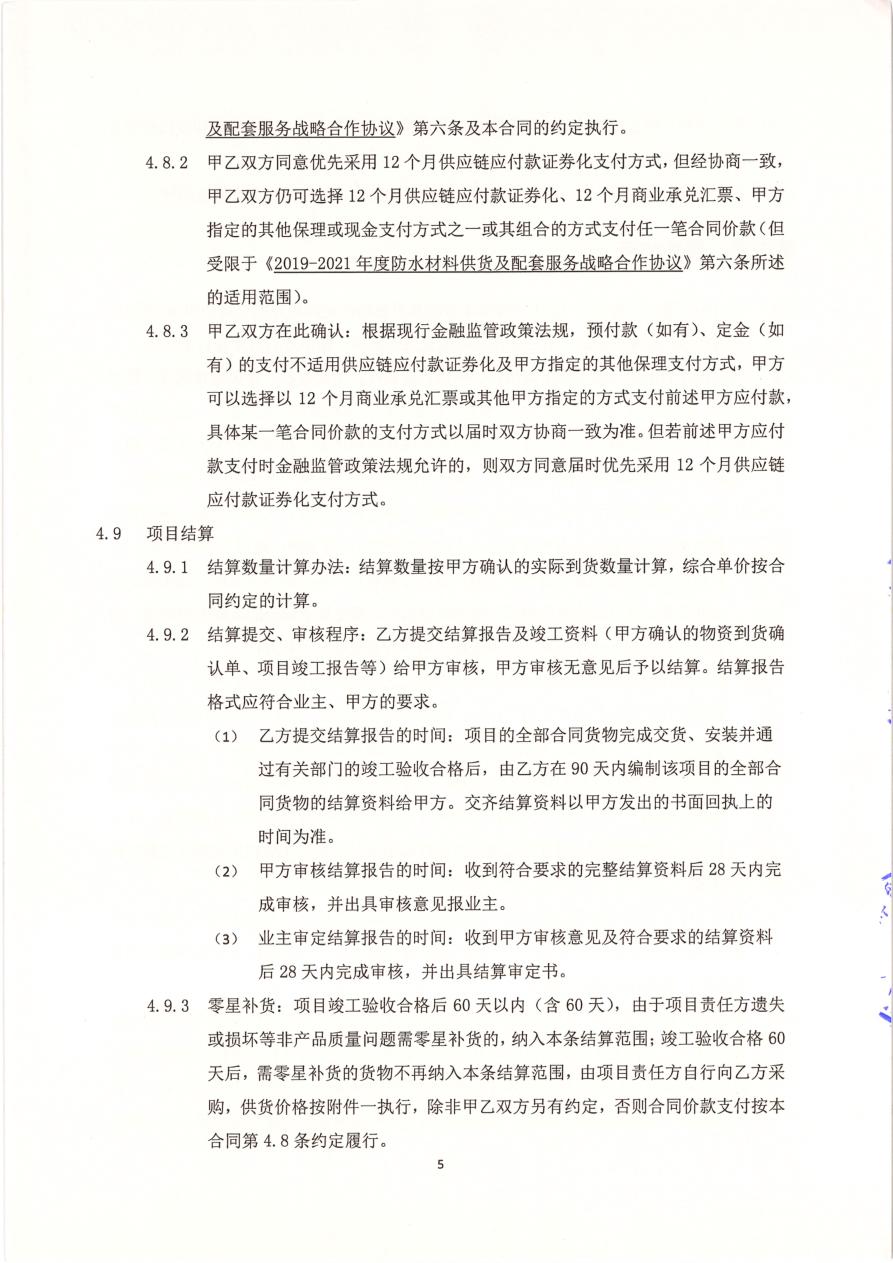 及配套服务战略合作协议》第六条及本合同的约定执行。
4.8.2 甲乙双方同意优先采用 12 个月供应链应付款证券化支付方式，但经协商一致，
甲乙双方仍可选择 12 个月供应链应付款证券化、12 个月商业承兑汇票、甲方
指定的其他保理或现金支付方式之一或其组合的方式支付任一笔合同价款（但
受限于《2019-2021 年度防水材料供货及配套服务战略合作协议》第六条所述
的适用范围）。
4.8.3 甲乙双方在此确认：根据现行金融监管政策法规，预付款（如有）、定金（如
有）的支付不适用供应链应付款证券化及甲方指定的其他保理支付方式，甲方
可以选择以 12 个月商业承兑汇票或其他甲方指定的方式支付前述甲方应付款，
具体某一笔合同价款的支付方式以届时双方协商一致为准。但若前述甲方应付
款支付时金融监管政策法规允许的，则双方同意届时优先采用 12 个月供应链
应付款证券化支付方式。
4.9 项目结算
4.9.1 结算数量计算办法：结算数量按甲方确认的实际到货数量计算，综合单价按合
同约定的计算。
4.9.2 结算提交、审核程序：乙方提交结算报告及竣工资料（甲方确认的物资到货确
认单、项目竣工报告等）给甲方审核，甲方审核无意见后予以结算。结算报告
格式应符合业主、甲方的要求。
（1） 乙方提交结算报告的时间：项目的全部合同货物完成交货、安装并通
过有关部门的竣工验收合格后，由乙方在 90 天内编制该项目的全部合
同货物的结算资料给甲方。交齐结算资料以甲方发出的书面回执上的
时间为准。
（2） 甲方审核结算报告的时间：收到符合要求的完整结算资料后 28 天内完
成审核，并出具审核意见报业主。
（3） 业主审定结算报告的时间：收到甲方审核意见及符合要求的结算资料
后 28 天内完成审核，并出具结算审定书。
4.9.3 零星补货：项目竣工验收合格后 60 天以内（含 60 天），由于项目责任方遗失
或损坏等非产品质量问题需零星补货的，纳入本条结算范围；竣工验收合格 60
天后，需零星补货的货物不再纳入本条结算范围，由项目责任方自行向乙方采
购，供货价格按附件一执行，除非甲乙双方另有约定，否则合同价款支付按本
合同第 4.8 条约定履行。
5